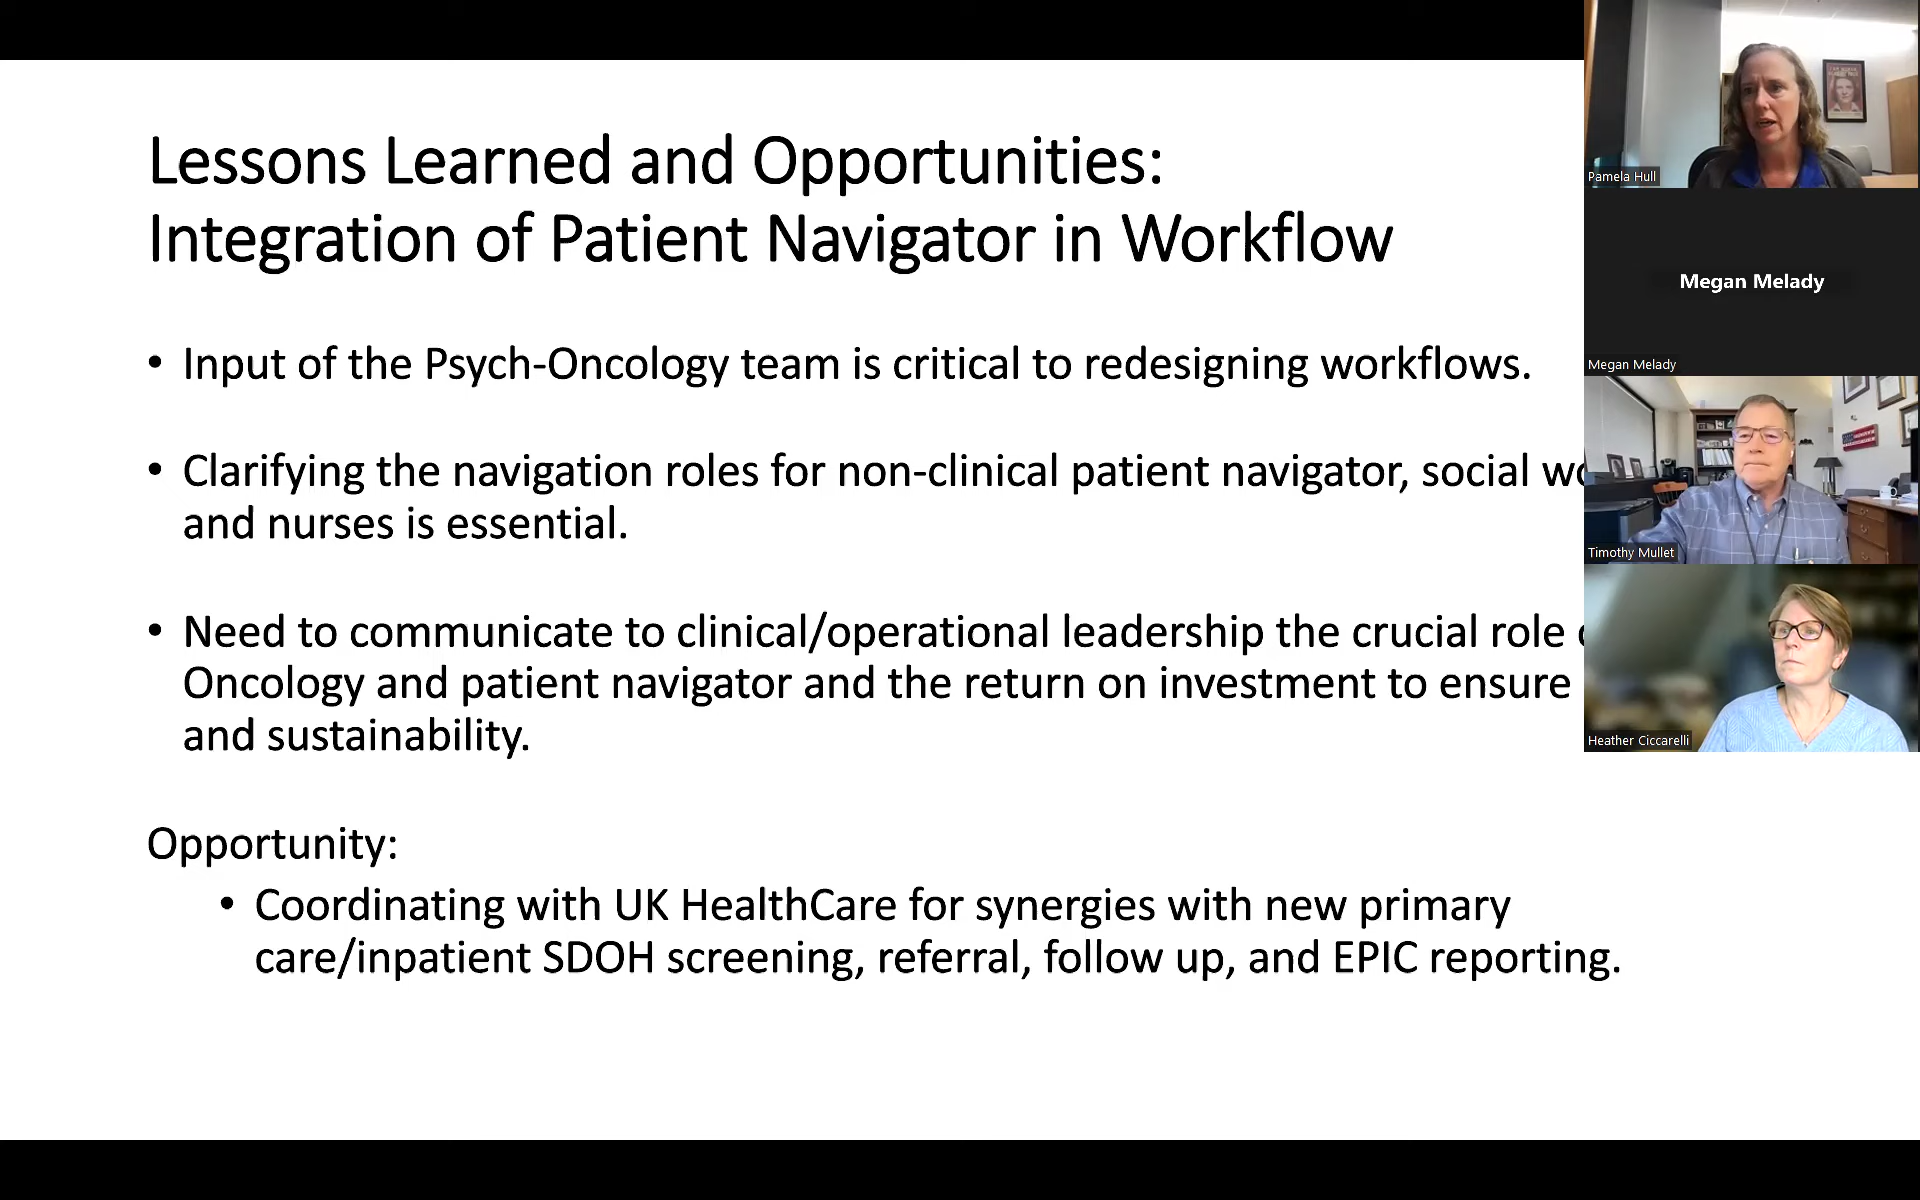 Lessons Learned and Opportunities:
Integration of Patient Navigator in Workflow
• Input of the Psych-Oncology team is critical to redesigning workflows.
• Clarifying the navigation roles for non-clinical patient navigator, social
and nurses is essential.
• Need to communicate to clinical/operational leadership the crucial role
Oncology and patient navigator and the return on investment to ensure
and sustainability.
Opportunity:
• Coordinating with UK HealthCare for synergies with new primary
care/inpatient SDOH screening, referral, follow up, and EPIC reporting.
Pamela Hull
Megan Melady
Megan Melady
Timothy Mullet
Heather Ciccarelli